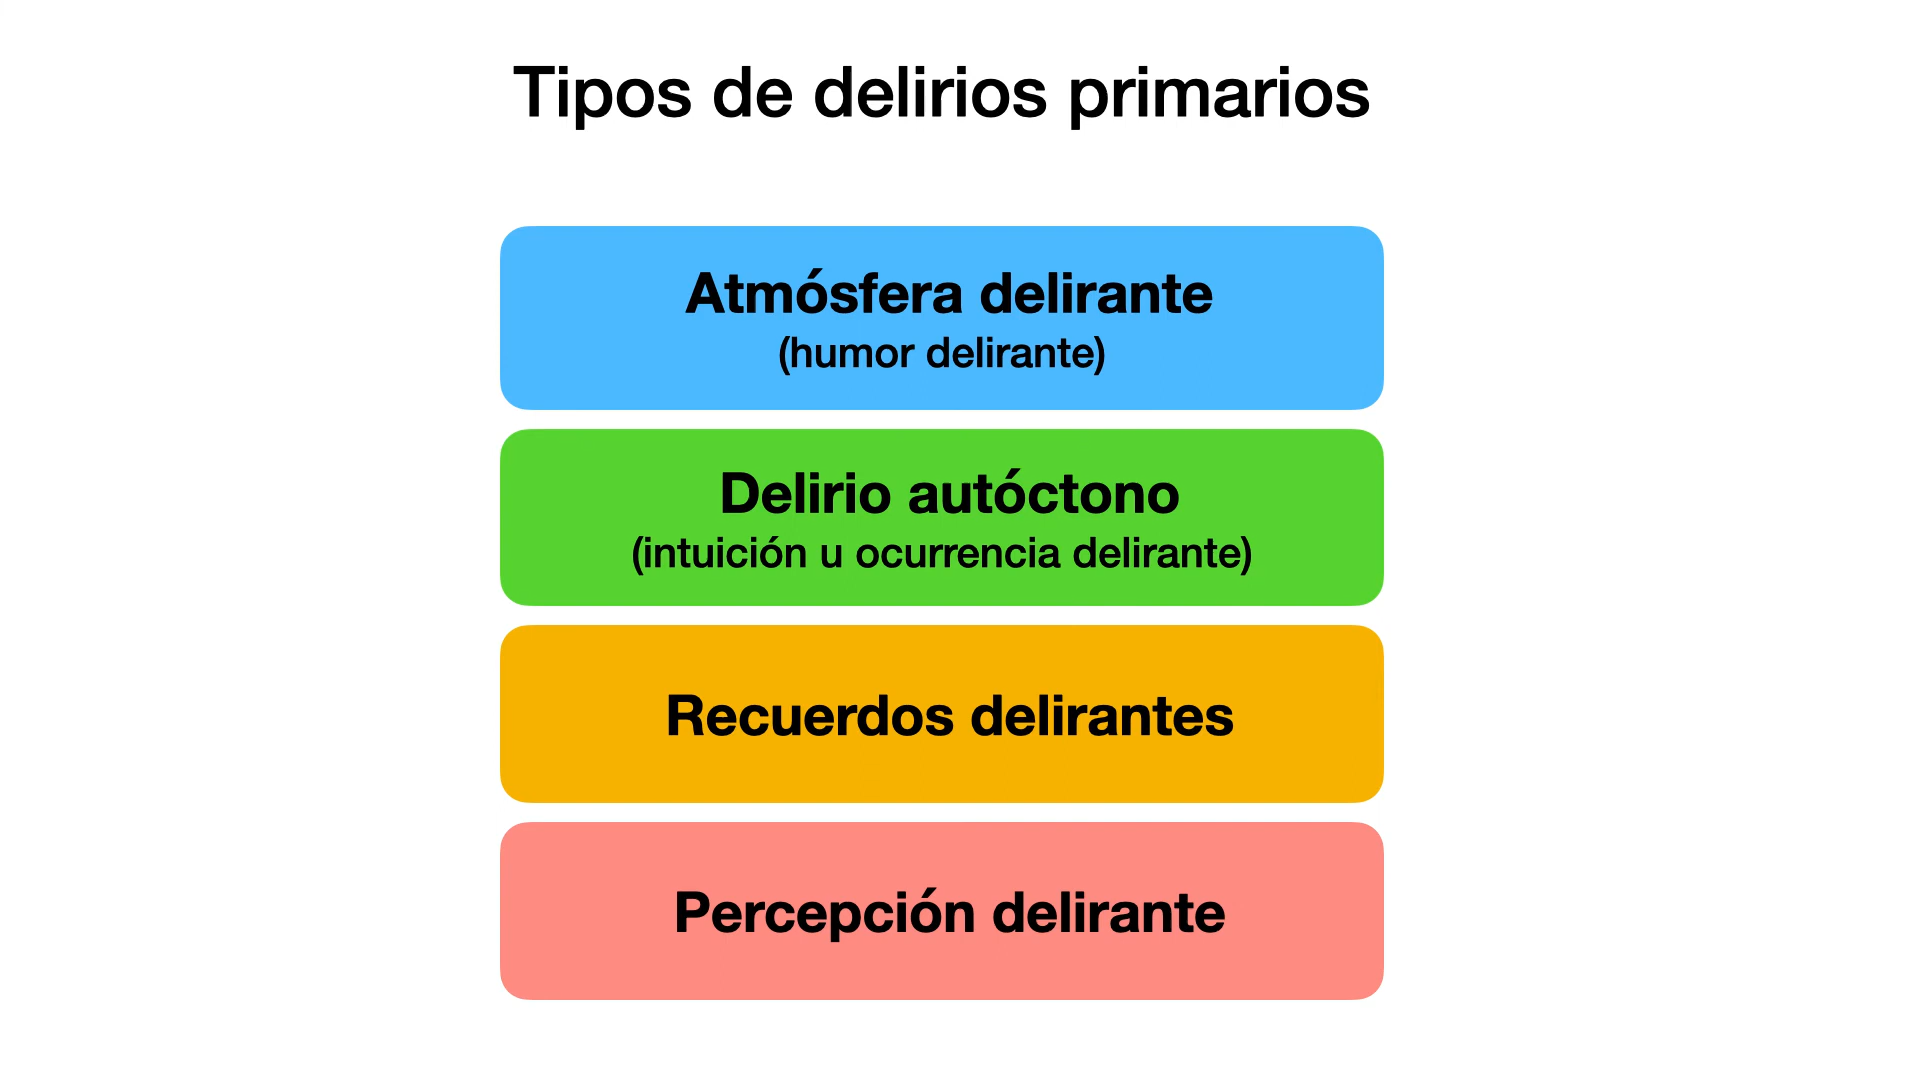 Tipos de delirios primarios
Atmósfera delirante
(humor delirante)
Delirio autóctono
(intuición u ocurrencia delirante)
Recuerdos delirantes
Percepción delirante